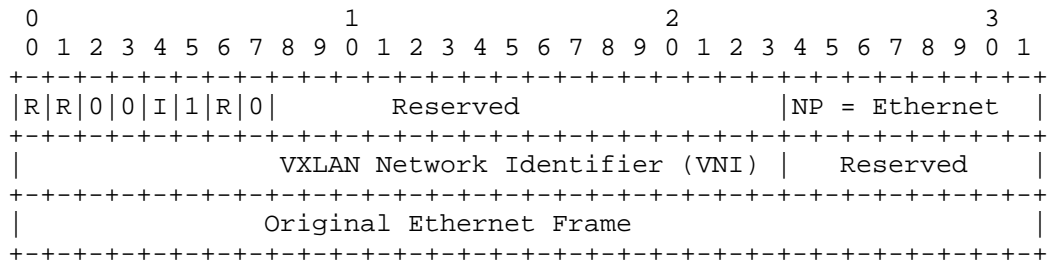 0                   1                   2                   3
 0 1 2 3 4 5 6 7 8 9 0 1 2 3 4 5 6 7 8 9 0 1 2 3 4 5 6 7 8 9 0 1
+-+-+-+-+-+-+-+-+-+-+-+-+-+-+-+-+-+-+-+-+-+-+-+-+-+-+-+-+-+-+-+-+
|R|R|0|0|I|1|R|0|       Reserved                |NP = Ethernet  |
+-+-+-+-+-+-+-+-+-+-+-+-+-+-+-+-+-+-+-+-+-+-+-+-+-+-+-+-+-+-+-+-+
|                VXLAN Network Identifier (VNI) |   Reserved    |
+-+-+-+-+-+-+-+-+-+-+-+-+-+-+-+-+-+-+-+-+-+-+-+-+-+-+-+-+-+-+-+-+
|               Original Ethernet Frame                         |
+-+-+-+-+-+-+-+-+-+-+-+-+-+-+-+-+-+-+-+-+-+-+-+-+-+-+-+-+-+-+-+-+